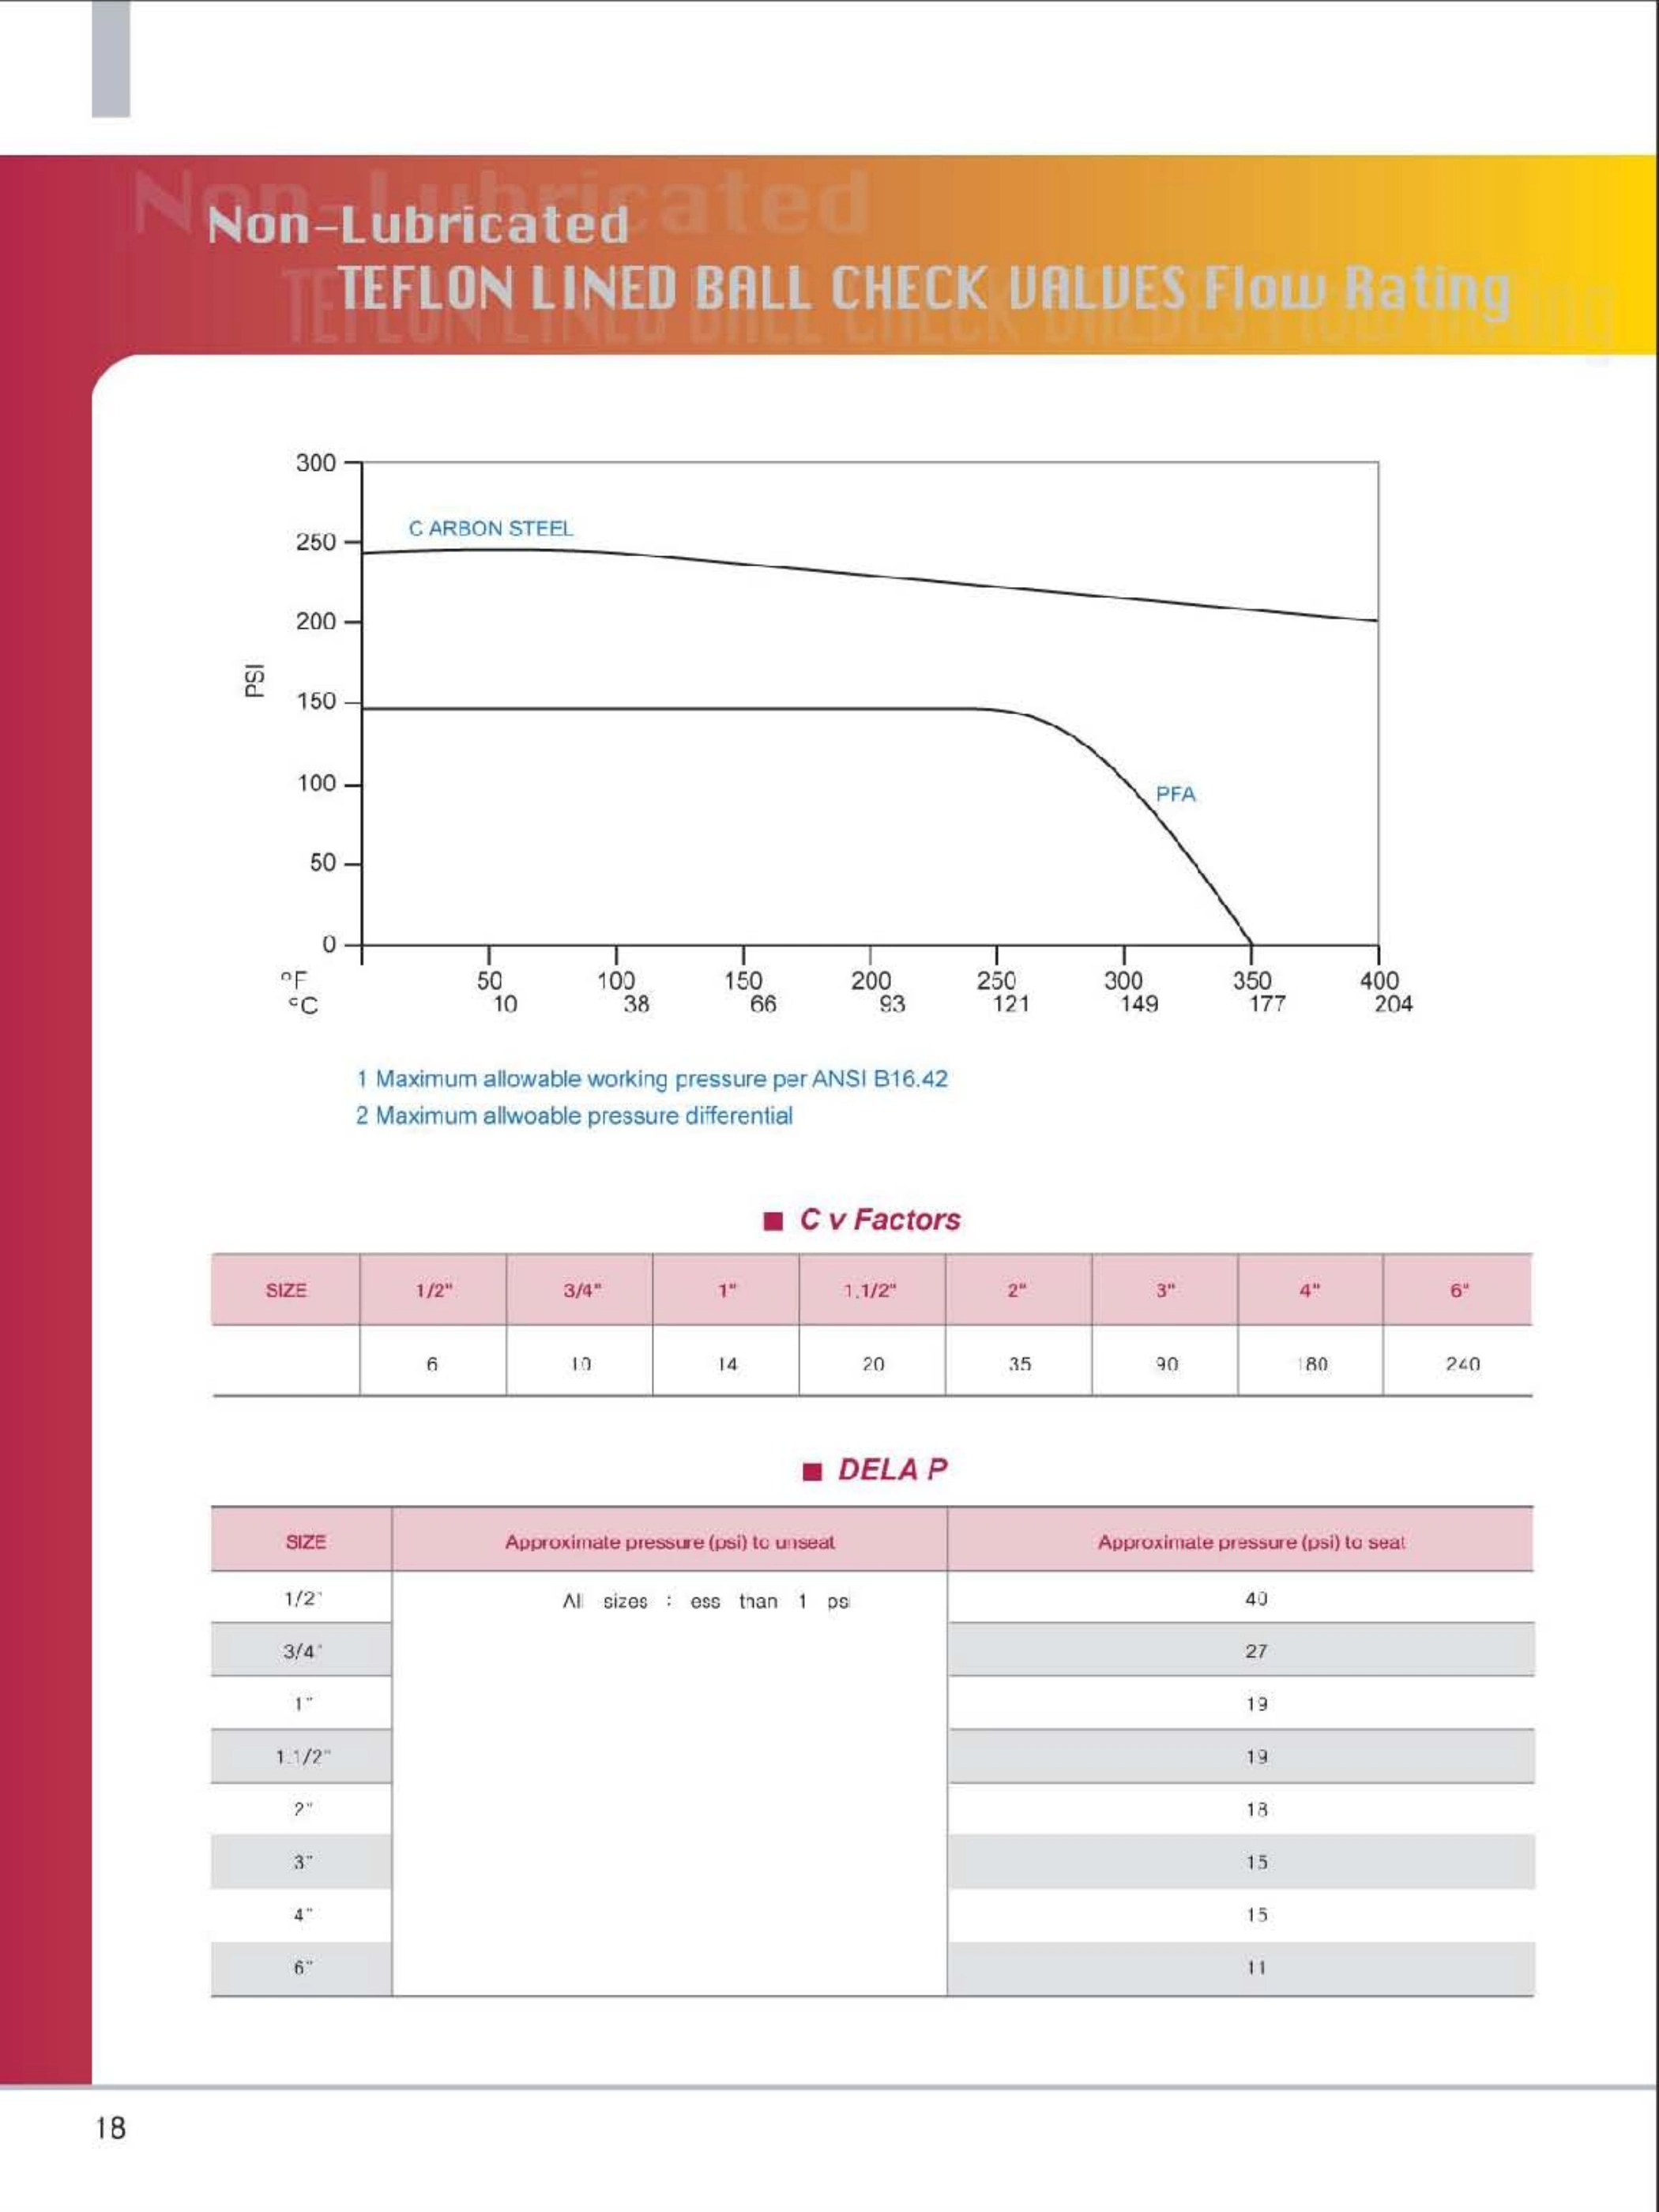 Non-Lubricated
TEFLON LINED BALL CHECK VALVES Flow Rating
300
C ARBON STEEL
250
200
PSI
150
100
PFA
50
0
°F 50 100 150 200 250 300 350 400
°C 10 38 66 93 121 149 177 204
1 Maximum allowable working pressure per ANSI B16.42
2 Maximum allwoable pressure differential
■ C v Factors
SIZE 1/2" 3/4" 1" 1.1/2" 2" 3" 4" 6"
6 10 14 20 35 90 180 240
■ DELA P
SIZE Approximate pressure (psi) to unseat Approximate pressure (psi) to seat
1/2" All sizes : ess than 1 psi 40
3/4" 27
1" 19
1.1/2" 19
2" 18
3" 15
4" 15
6" 11
18